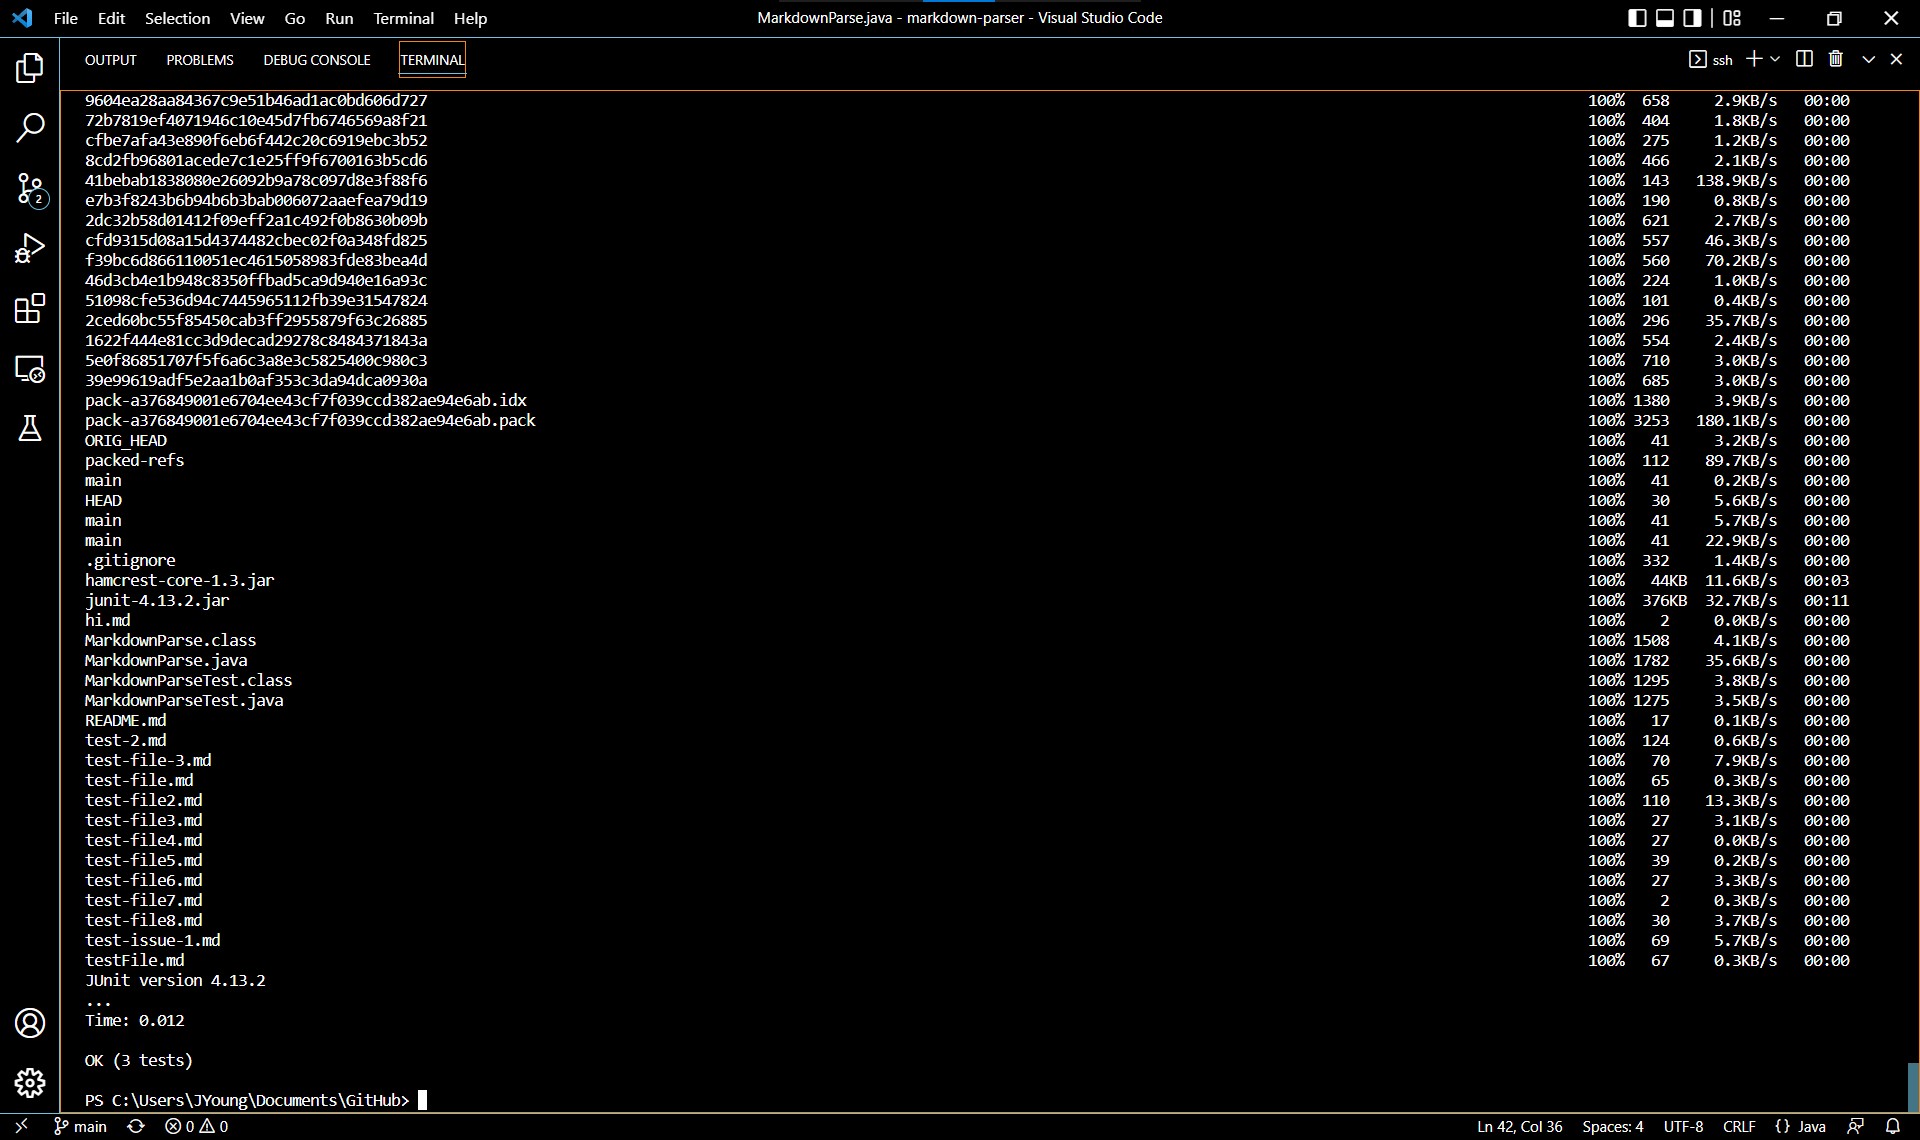 File Edit Selection View Go Run Terminal Help MarkdownParse.java - markdown-parser - Visual Studio Code
OUTPUT PROBLEMS DEBUG CONSOLE TERMINAL ssh
9604ea28aa84367c9e51b46ad1ac0bd606d727 100% 658 2.9KB/s 00:00
72b7819ef4071946c10e45d7fb6746569a8f21 100% 404 1.8KB/s 00:00
cfbe7afa43e890f6eb6f442c20c6919ebc3b52 100% 275 1.2KB/s 00:00
8cd2fb96801acede7c1e25ff9f6700163b5cd6 100% 466 2.1KB/s 00:00
41bebab1838080e26092b9a78c097d8e3f88f6 100% 143 138.9KB/s 00:00
e7b3f8243b6b94b6b3bab006072aaefea79d19 100% 190 0.8KB/s 00:00
2dc32b58d01412f09eff2a1c492f0b8630b09b 100% 621 2.7KB/s 00:00
cfd9315d08a15d4374482cbec02f0a348fd825 100% 557 46.3KB/s 00:00
f39bc6d866110051ec4615058983fde83bea4d 100% 560 70.2KB/s 00:00
46d3cb4e1b948c8350ffbad5ca9d940e16a93c 100% 224 1.0KB/s 00:00
51098cfe536d94c7445965112fb39e31547824 100% 101 0.4KB/s 00:00
2ced60bc55f85450cab3ff2955879f63c26885 100% 296 35.7KB/s 00:00
1622f444e81cc3d9decad29278c8484371843a 100% 554 2.4KB/s 00:00
5e0f86851707f5f6a6c3a8e3c5825400c980c3 100% 710 3.0KB/s 00:00
39e99619adf5e2aa1b0af353c3da94dca0930a 100% 685 3.0KB/s 00:00
pack-a376849001e6704ee43cf7f039ccd382ae94e6ab.idx 100% 1380 3.9KB/s 00:00
pack-a376849001e6704ee43cf7f039ccd382ae94e6ab.pack 100% 3253 180.1KB/s 00:00
ORIG_HEAD 100% 41 3.2KB/s 00:00
packed-refs 100% 112 89.7KB/s 00:00
main 100% 41 0.2KB/s 00:00
HEAD 100% 30 5.6KB/s 00:00
main 100% 41 5.7KB/s 00:00
main 100% 41 22.9KB/s 00:00
.gitignore 100% 332 1.4KB/s 00:00
hamcrest-core-1.3.jar 100% 44KB 11.6KB/s 00:03
junit-4.13.2.jar 100% 376KB 32.7KB/s 00:11
hi.md 100% 2 0.0KB/s 00:00
MarkdownParse.class 100% 1508 4.1KB/s 00:00
MarkdownParse.java 100% 1782 35.6KB/s 00:00
MarkdownParseTest.class 100% 1295 3.8KB/s 00:00
MarkdownParseTest.java 100% 1275 3.5KB/s 00:00
README.md 100% 17 0.1KB/s 00:00
test-2.md 100% 124 0.6KB/s 00:00
test-file-3.md 100% 70 7.9KB/s 00:00
test-file.md 100% 65 0.3KB/s 00:00
test-file2.md 100% 110 13.3KB/s 00:00
test-file3.md 100% 27 3.1KB/s 00:00
test-file4.md 100% 27 0.0KB/s 00:00
test-file5.md 100% 39 0.2KB/s 00:00
test-file6.md 100% 27 3.3KB/s 00:00
test-file7.md 100% 2 0.3KB/s 00:00
test-file8.md 100% 30 3.7KB/s 00:00
test-issue-1.md 100% 69 5.7KB/s 00:00
testFile.md 100% 67 0.3KB/s 00:00
JUnit version 4.13.2
...
Time: 0.012
OK (3 tests)
PS C:\Users\JYoung\Documents\GitHub>
2
main 0 0 Ln 42, Col 36 Spaces: 4 UTF-8 CRLF {} Java